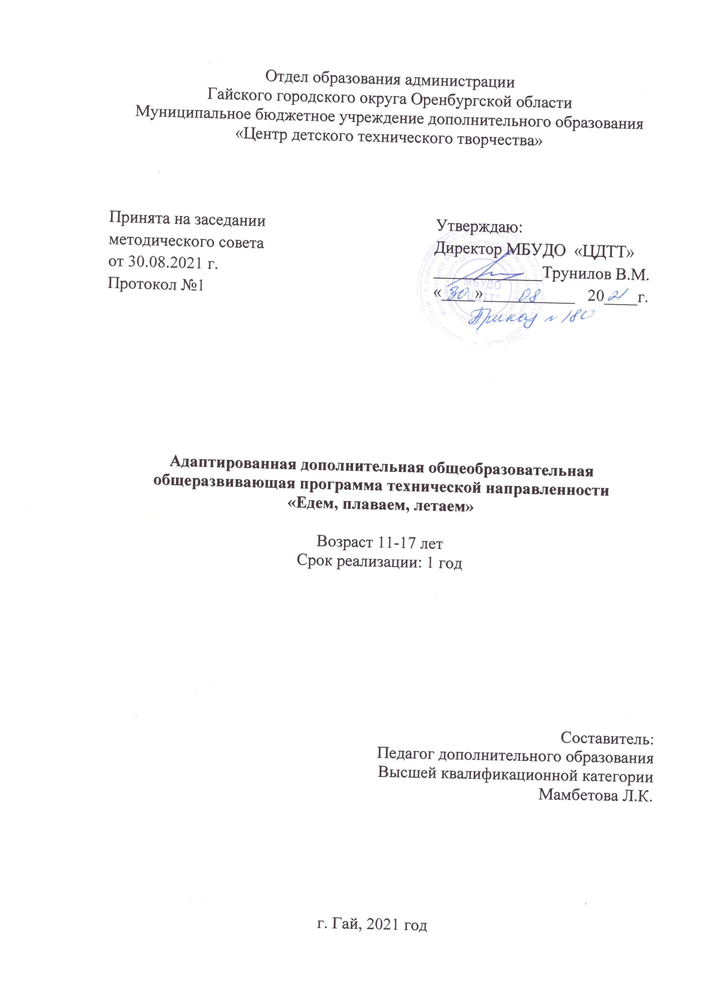 Отдел образования администрации
Гайского городского округа Оренбургской области
Муниципальное бюджетное учреждение дополнительного образования
«Центр детского технического творчества»
Принята на заседании
методического совета
от 30.08.2021 г.
Протокол №1
Утверждаю:
Директор МБУДО «ЦДТТ»
_____________Трунилов В.М.
«30» 08 2021 г.
Приказ № 180
МБУДО
"ЦДТТ"
Адаптированная дополнительная общеобразовательная
общеразвивающая программа технической направленности
«Едем, плаваем, летаем»
Возраст 11-17 лет
Срок реализации: 1 год
Составитель:
Педагог дополнительного образования
Высшей квалификационной категории
Мамбетова Л.К.
г. Гай, 2021 год